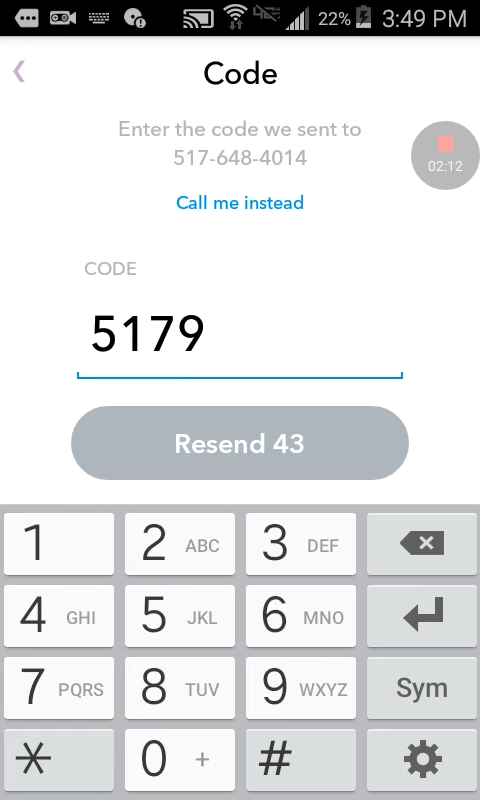 22% 3:49 PM
Code
Enter the code we sent to
517-648-4014
02:12
Call me instead
CODE
5179
Resend 43
1 2 ABC 3 DEF
4 GHI 5 JKL 6 MNO
7 PQRS 8 TUV 9 WXYZ Sym
* 0 + #